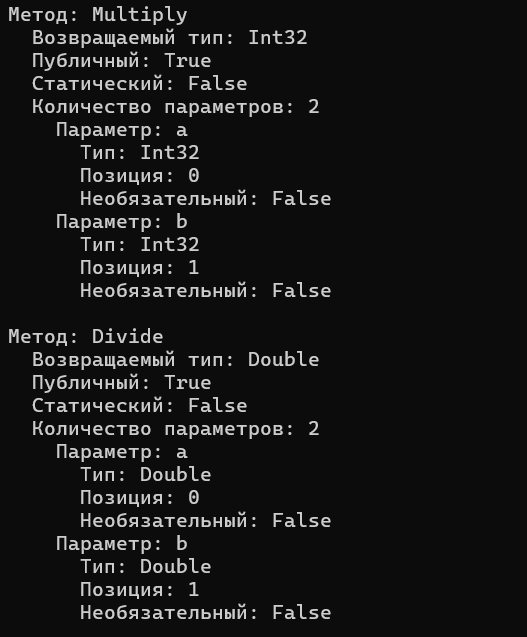 Метод: Multiply
Возвращаемый тип: Int32
Публичный: True
Статический: False
Количество параметров: 2
Параметр: a
Тип: Int32
Позиция: 0
Необязательный: False
Параметр: b
Тип: Int32
Позиция: 1
Необязательный: False
Метод: Divide
Возвращаемый тип: Double
Публичный: True
Статический: False
Количество параметров: 2
Параметр: a
Тип: Double
Позиция: 0
Необязательный: False
Параметр: b
Тип: Double
Позиция: 1
Необязательный: False